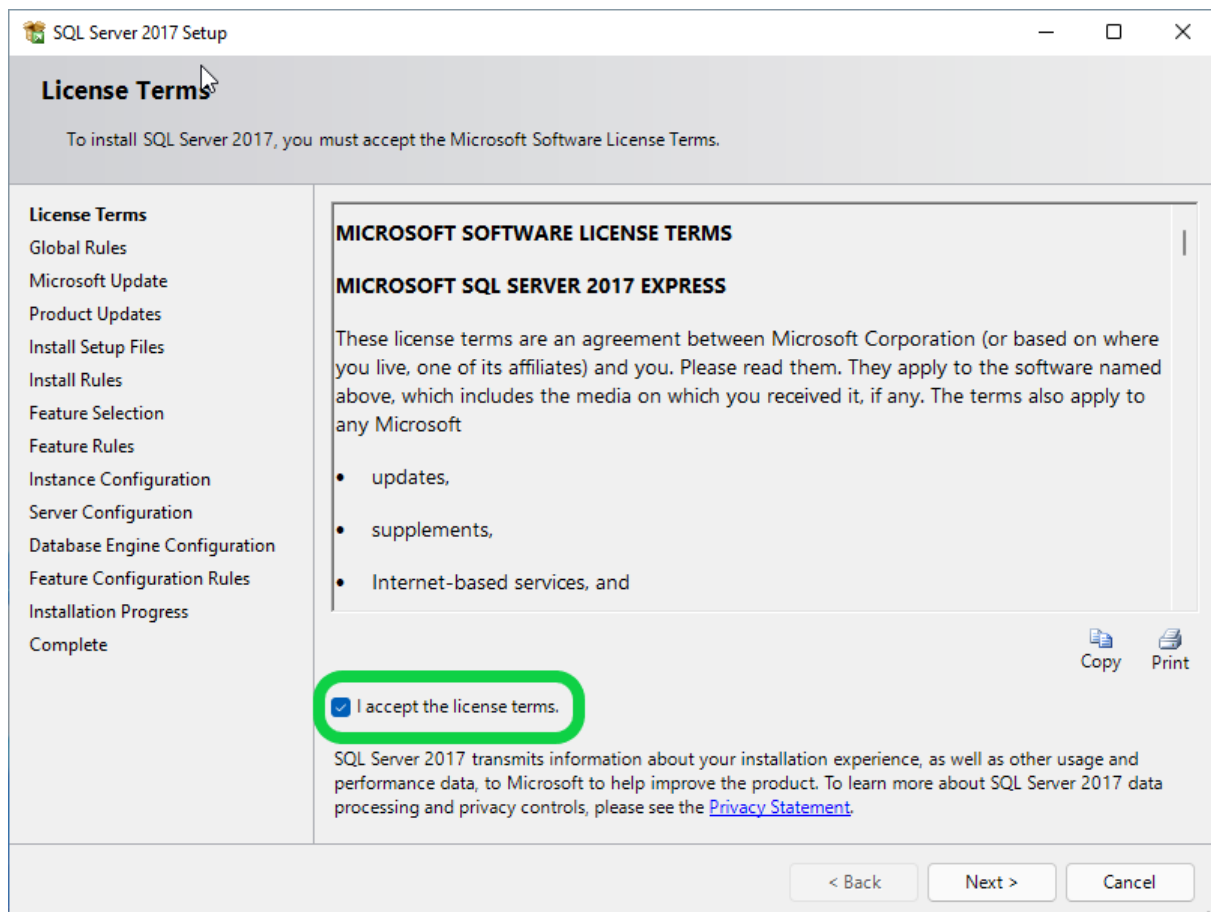 SQL Server 2017 Setup
License Terms
To install SQL Server 2017, you must accept the Microsoft Software License Terms.
License Terms
Global Rules
Microsoft Update
Product Updates
Install Setup Files
Install Rules
Feature Selection
Feature Rules
Instance Configuration
Server Configuration
Database Engine Configuration
Feature Configuration Rules
Installation Progress
Complete
MICROSOFT SOFTWARE LICENSE TERMS
MICROSOFT SQL SERVER 2017 EXPRESS
These license terms are an agreement between Microsoft Corporation (or based on where
you live, one of its affiliates) and you. Please read them. They apply to the software named
above, which includes the media on which you received it, if any. The terms also apply to
any Microsoft
• updates,
• supplements,
• Internet-based services, and
Copy Print
I accept the license terms.
SQL Server 2017 transmits information about your installation experience, as well as other usage and
performance data, to Microsoft to help improve the product. To learn more about SQL Server 2017 data
processing and privacy controls, please see the Privacy Statement.
< Back Next > Cancel